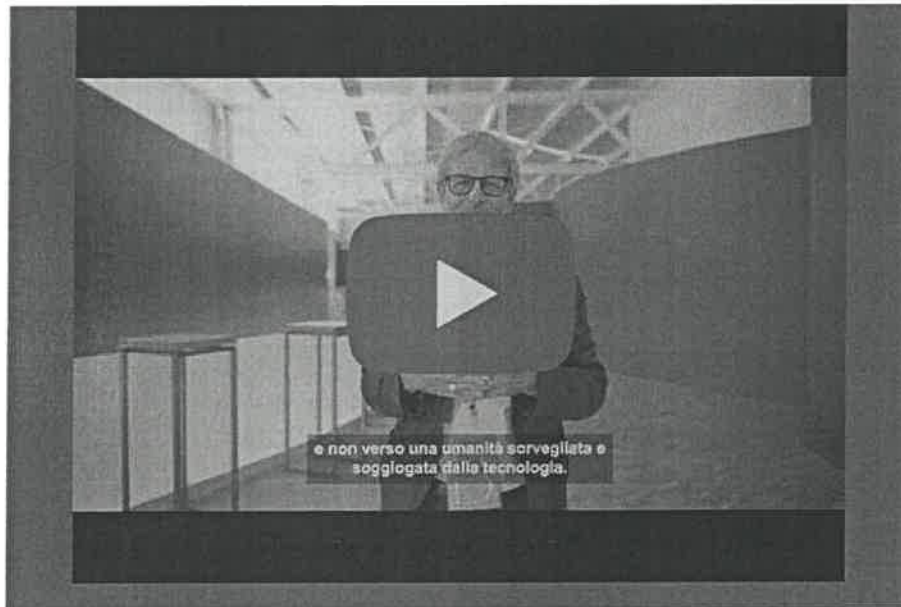 e non verso una umanità sorvegliata e
soggiogata dalla tecnologia.